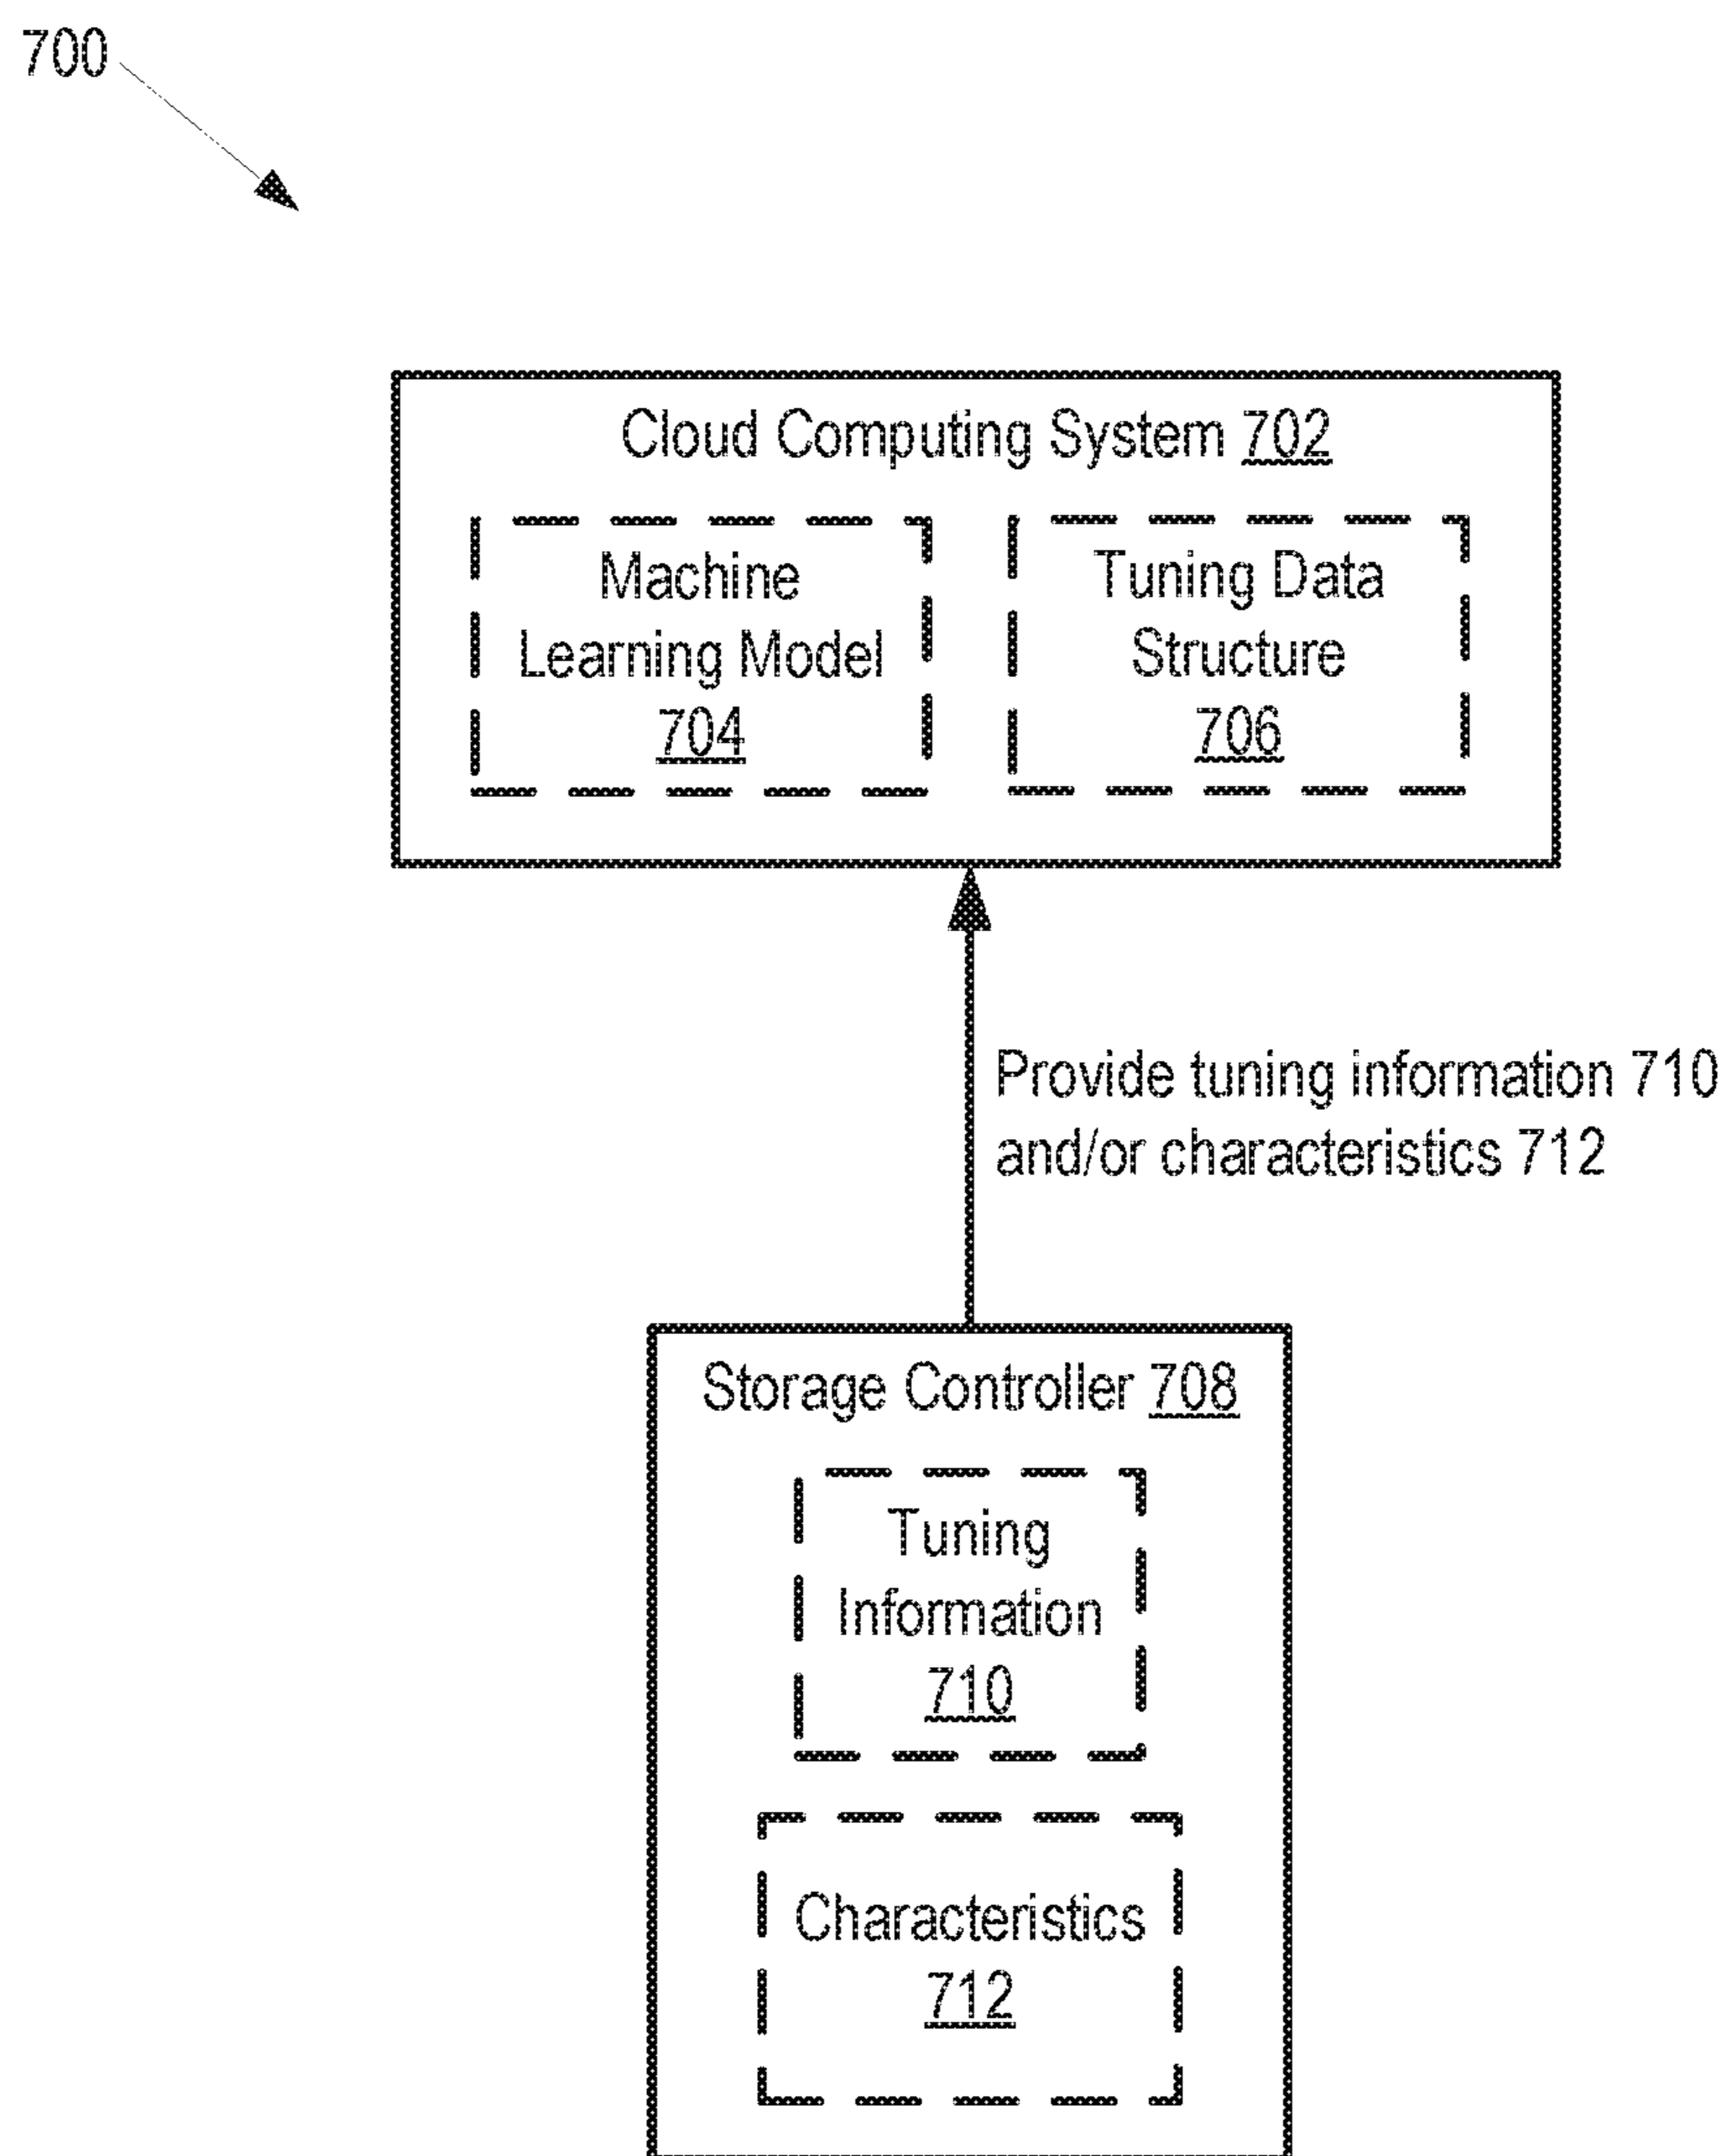 700
Cloud Computing System 702
Machine
Learning Model
704
Tuning Data
Structure
706
Provide tuning information 710
and/or characteristics 712
Storage Controller 708
Tuning
Information
710
Characteristics
712